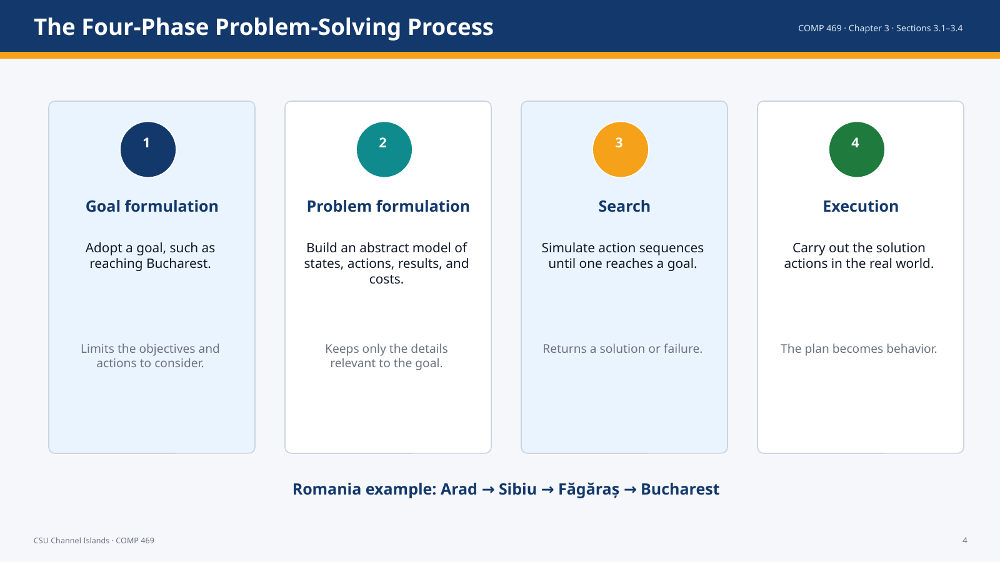 The Four-Phase Problem-Solving Process
COMP 469 · Chapter 3 · Sections 3.1–3.4
1
Goal formulation
Adopt a goal, such as
reaching Bucharest.
Limits the objectives and
actions to consider.
2
Problem formulation
Build an abstract model of
states, actions, results, and
costs.
Keeps only the details
relevant to the goal.
3
Search
Simulate action sequences
until one reaches a goal.
Returns a solution or failure.
4
Execution
Carry out the solution
actions in the real world.
The plan becomes behavior.
Romania example: Arad → Sibiu → Făgăraș → Bucharest
CSU Channel Islands · COMP 469
4